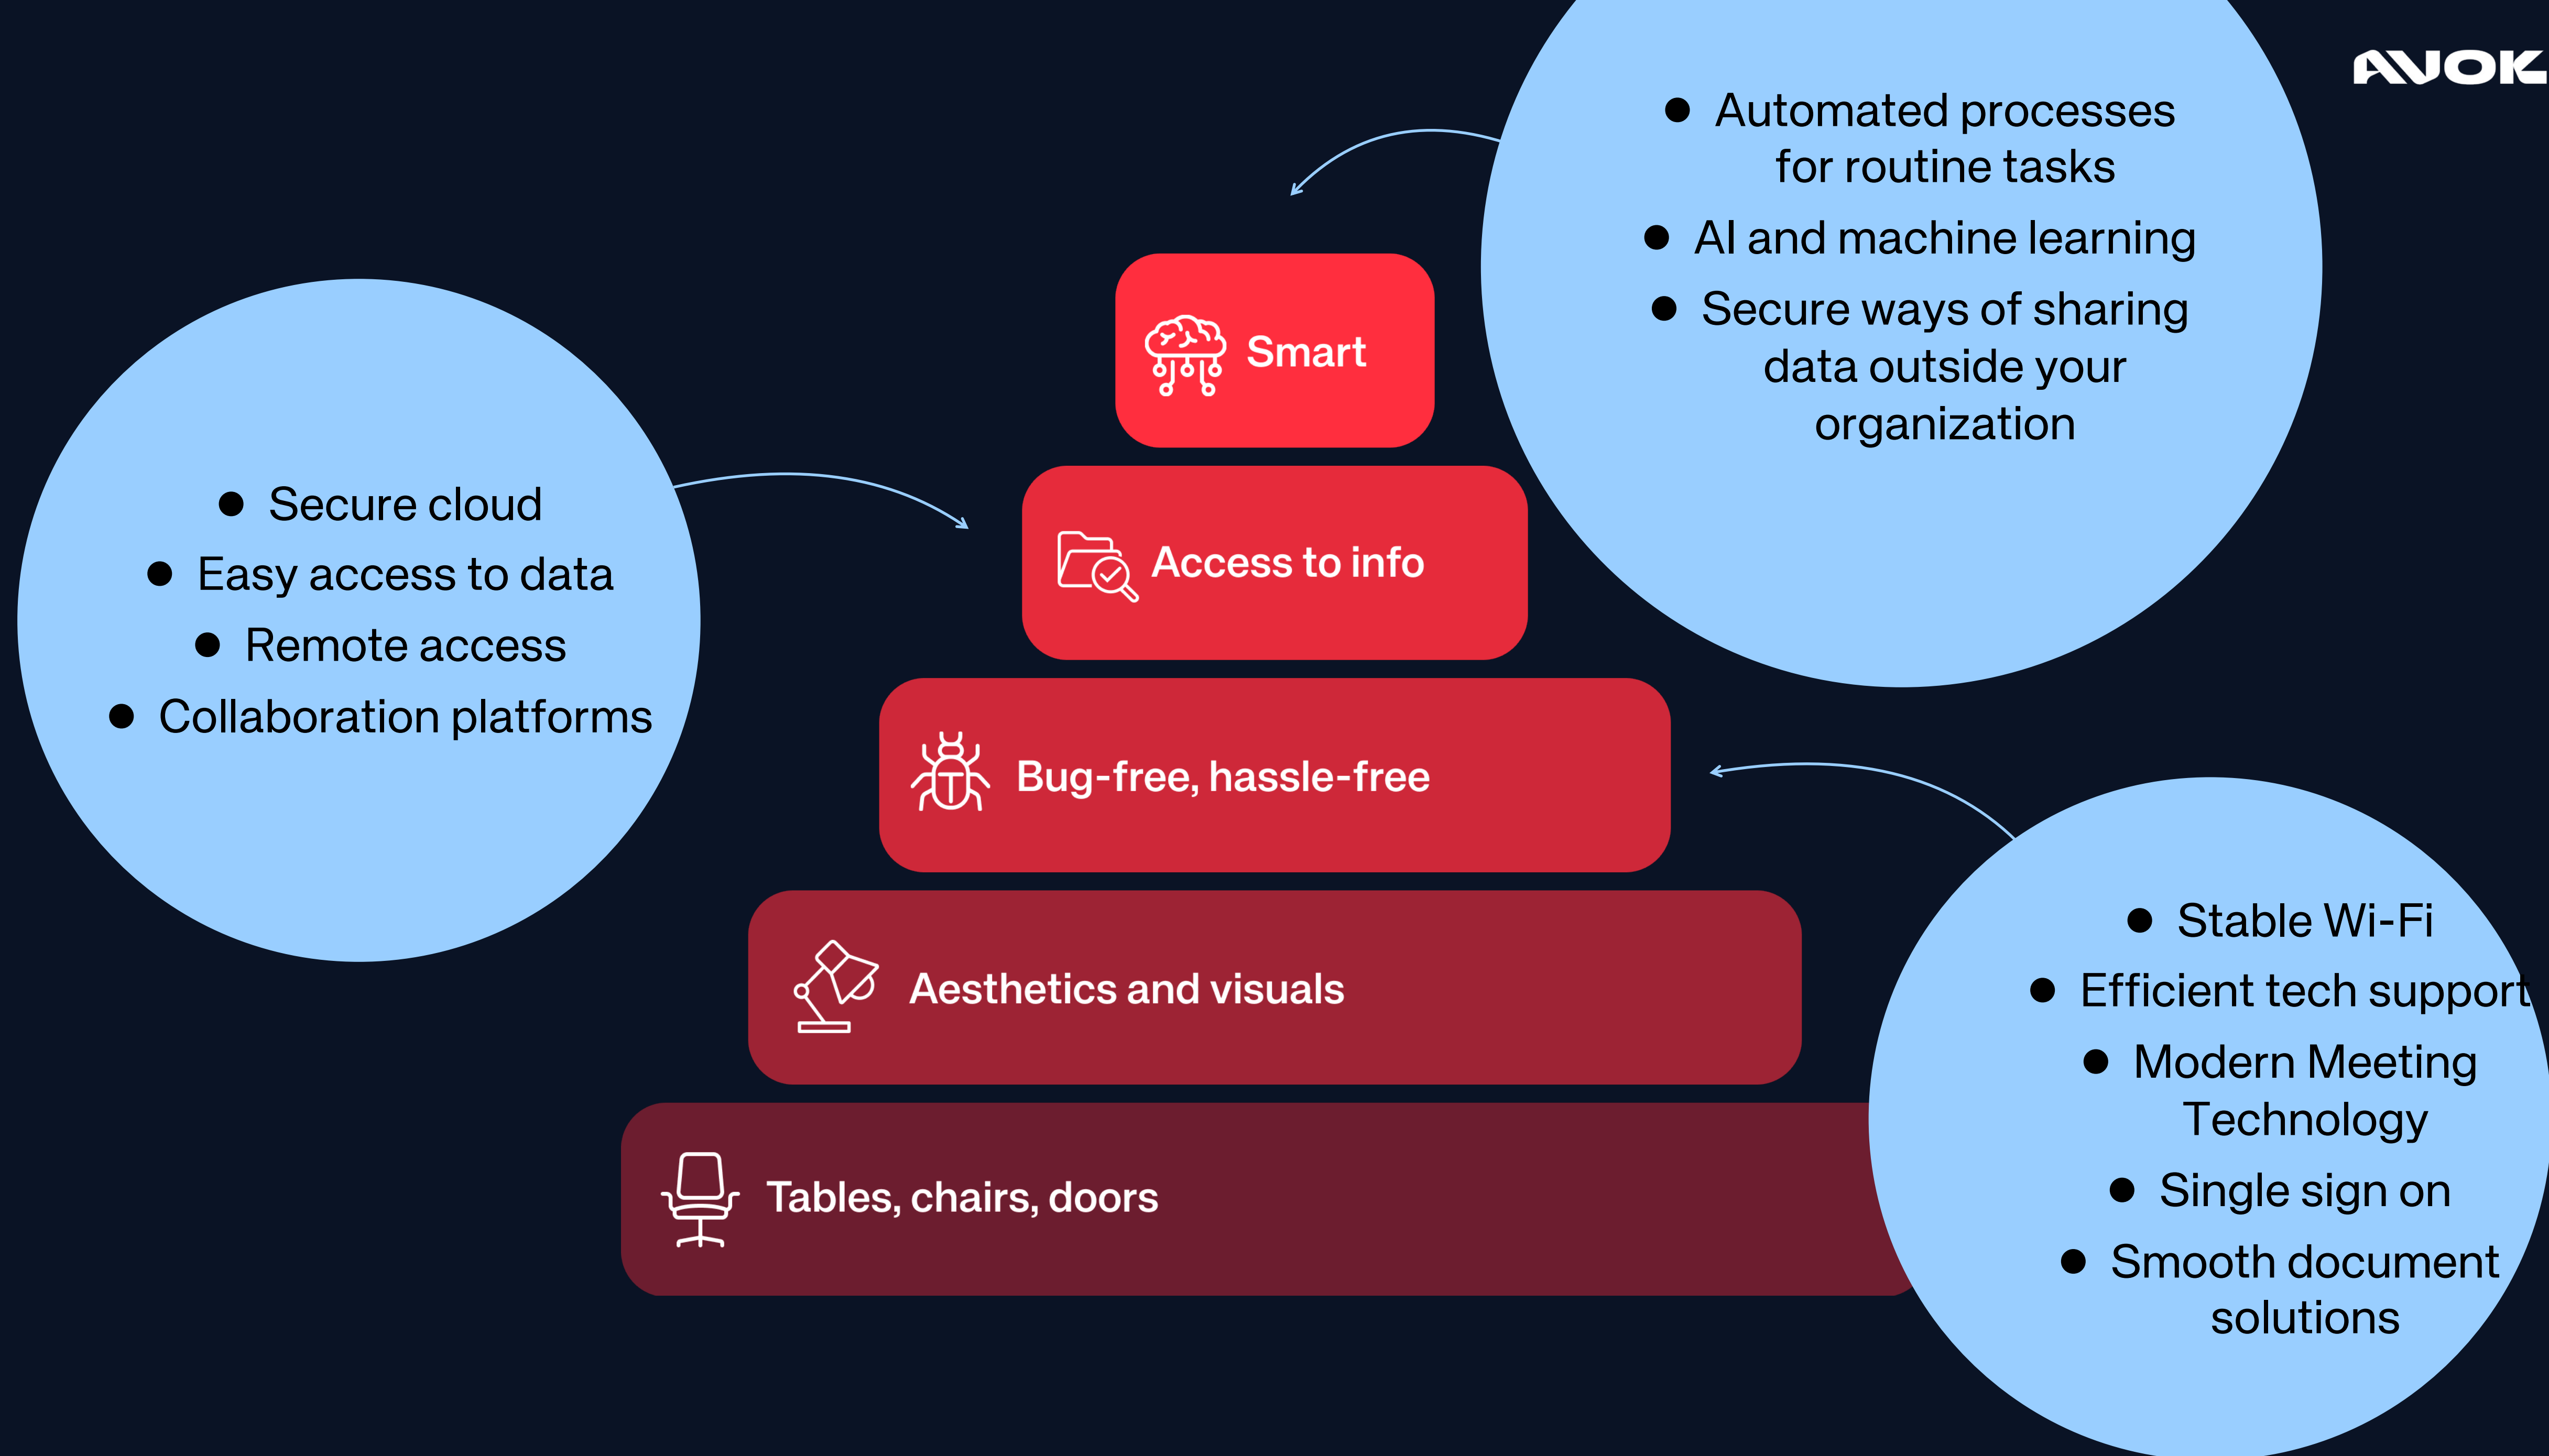 AVOK
● Automated processes
for routine tasks
● AI and machine learning
● Secure ways of sharing
data outside your
organization
Smart
● Secure cloud
● Easy access to data
● Remote access
● Collaboration platforms
Access to info
Bug-free, hassle-free
● Stable Wi-Fi
● Efficient tech support
● Modern Meeting
Technology
● Single sign on
● Smooth document
solutions
Aesthetics and visuals
Tables, chairs, doors